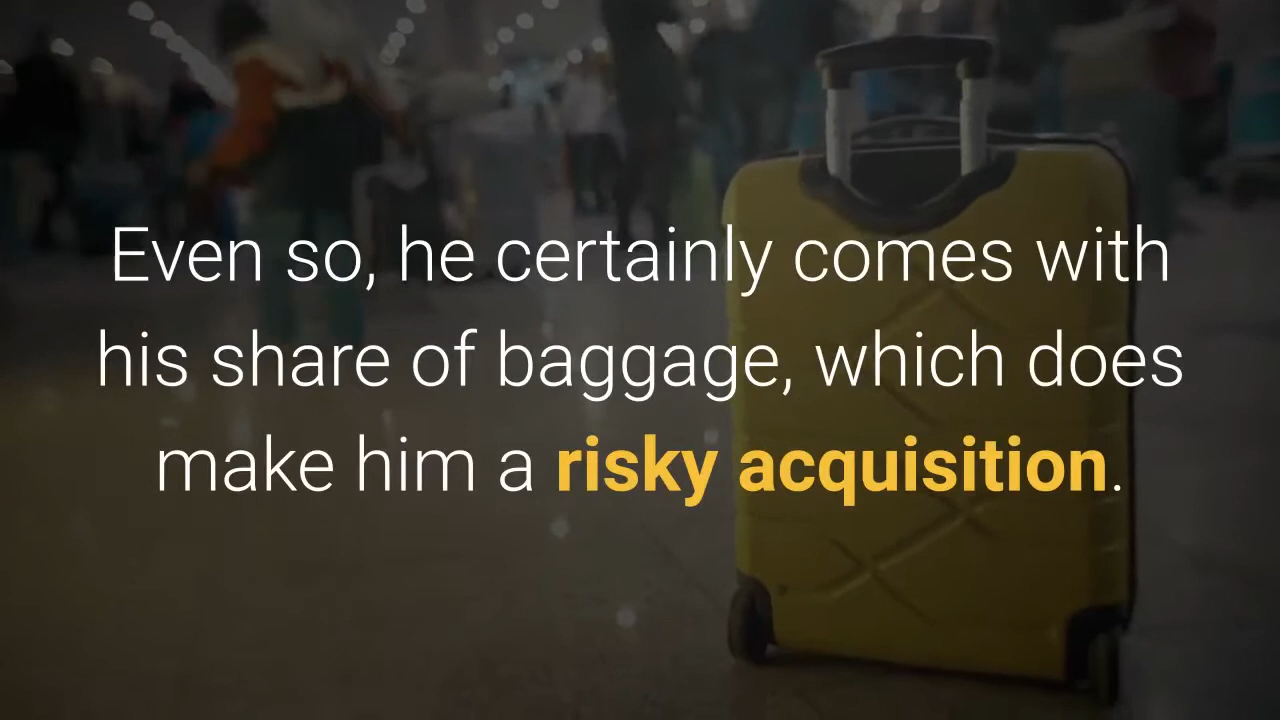 Even so, he certainly comes with
his share of baggage, which does
make him a risky acquisition.